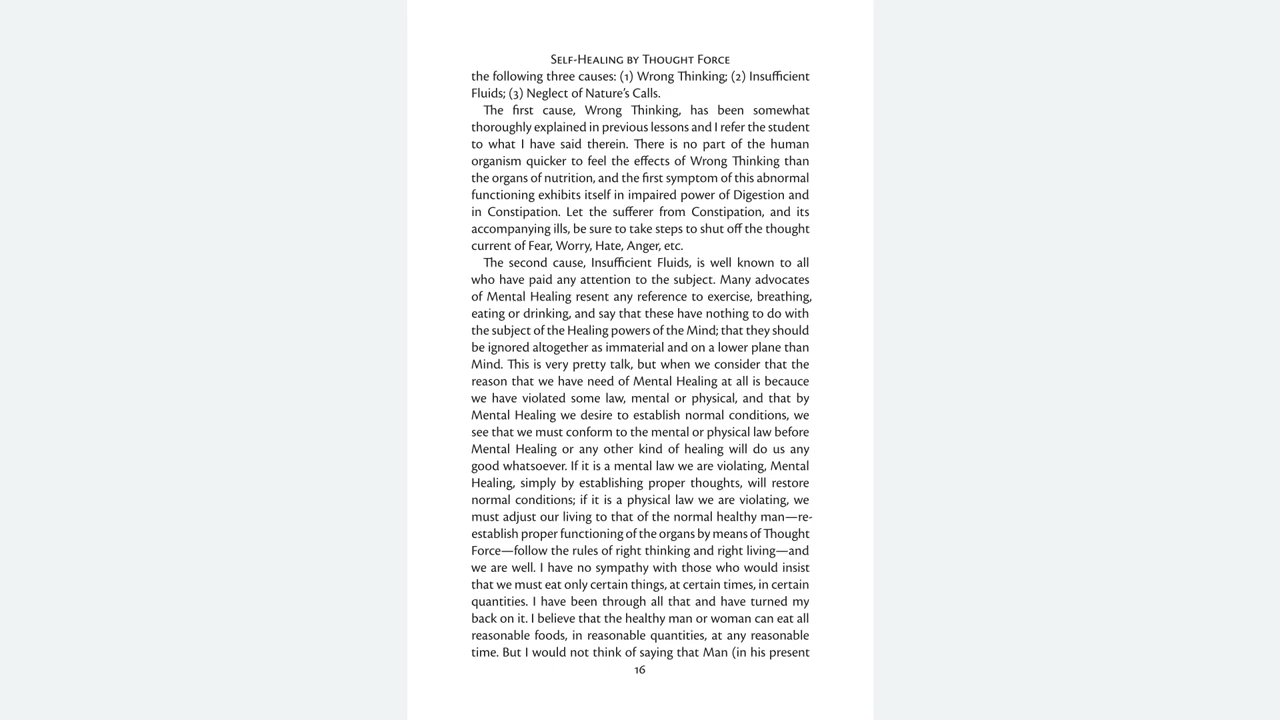 Self-Healing by Thought Force
the following three causes: (1) Wrong Thinking; (2) Insufficient
Fluids; (3) Neglect of Nature's Calls.
The first cause, Wrong Thinking, has been somewhat
thoroughly explained in previous lessons and I refer the student
to what I have said therein. There is no part of the human
organism quicker to feel the effects of Wrong Thinking than
the organs of nutrition, and the first symptom of this abnormal
functioning exhibits itself in impaired power of Digestion and
in Constipation. Let the sufferer from Constipation, and its
accompanying ills, be sure to take steps to shut off the thought
current of Fear, Worry, Hate, Anger, etc.
The second cause, Insufficient Fluids, is well known to all
who have paid any attention to the subject. Many advocates
of Mental Healing resent any reference to exercise, breathing,
eating or drinking, and say that these have nothing to do with
the subject of the Healing powers of the Mind; that they should
be ignored altogether as immaterial and on a lower plane than
Mind. This is very pretty talk, but when we consider that the
reason that we have need of Mental Healing at all is becauce
we have violated some law, mental or physical, and that by
Mental Healing we desire to establish normal conditions, we
see that we must conform to the mental or physical law before
Mental Healing or any other kind of healing will do us any
good whatsoever. If it is a mental law we are violating, Mental
Healing, simply by establishing proper thoughts, will restore
normal conditions; if it is a physical law we are violating, we
must adjust our living to that of the normal healthy man—re-
establish proper functioning of the organs by means of Thought
Force—follow the rules of right thinking and right living—and
we are well. I have no sympathy with those who would insist
that we must eat only certain things, at certain times, in certain
quantities. I have been through all that and have turned my
back on it. I believe that the healthy man or woman can eat all
reasonable foods, in reasonable quantities, at any reasonable
time. But I would not think of saying that Man (in his present
16